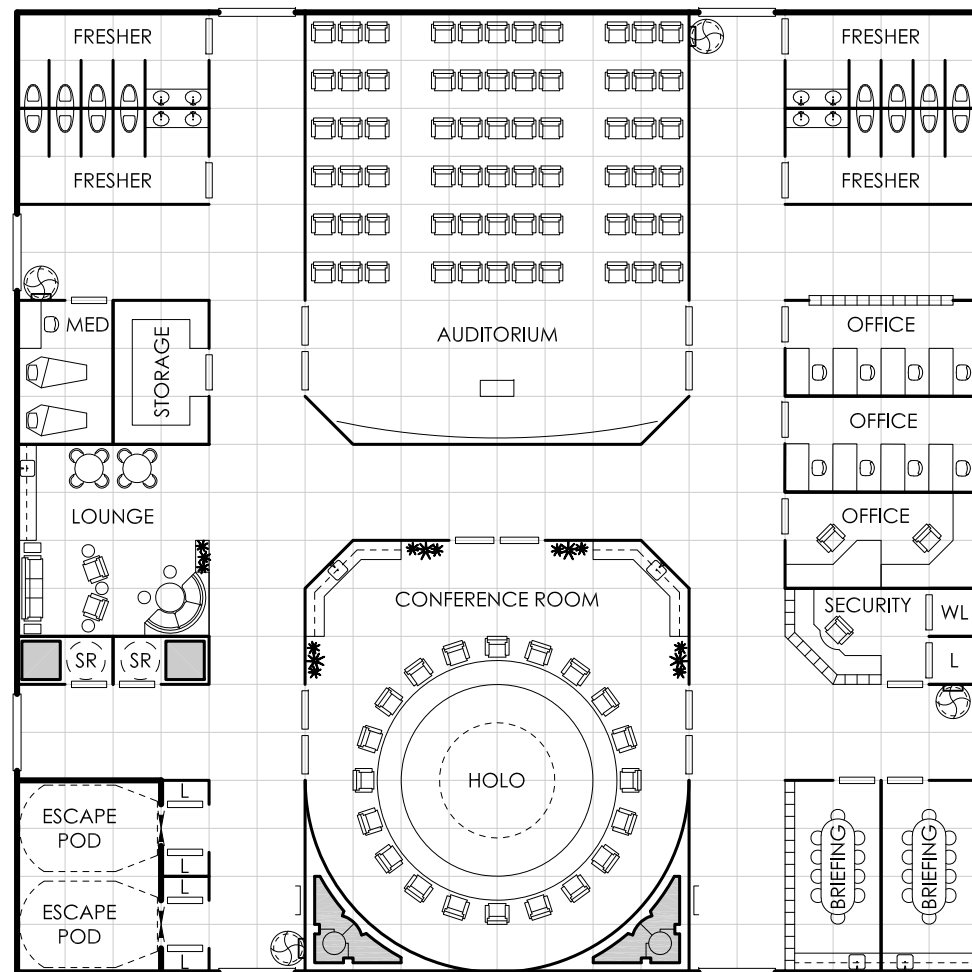 FRESHER
FRESHER
FRESHER
FRESHER
MED
STORAGE
AUDITORIUM
OFFICE
OFFICE
LOUNGE
OFFICE
CONFERENCE ROOM
SECURITY
WL
SR
SR
L
HOLO
L
ESCAPE
POD
L
BRIEFING
BRIEFING
L
ESCAPE
POD
L